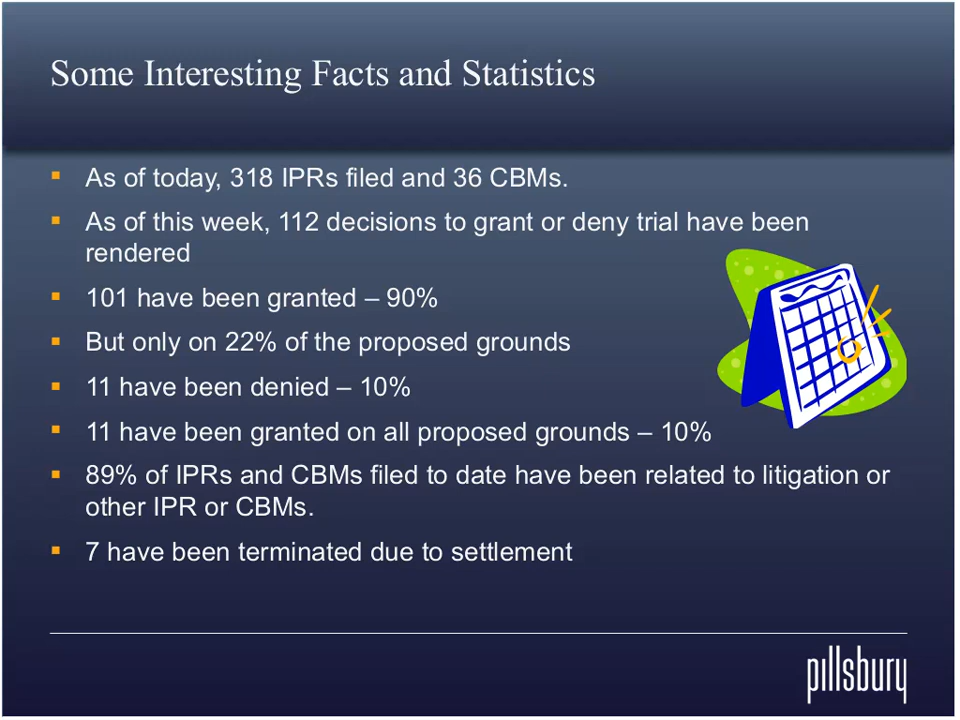 Some Interesting Facts and Statistics
As of today, 318 IPRs filed and 36 CBMs.
As of this week, 112 decisions to grant or deny trial have been
rendered
101 have been granted – 90%
But only on 22% of the proposed grounds
11 have been denied – 10%
11 have been granted on all proposed grounds – 10%
89% of IPRs and CBMs filed to date have been related to litigation or
other IPR or CBMs.
7 have been terminated due to settlement
pillsbury